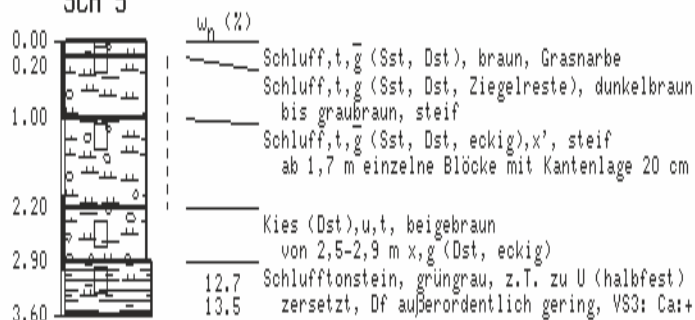 SCH 5
w_n (%)
0.00
Schluff,t,g̅ (Sst, Dst), braun, Grasnarbe
0.20
Schluff,t,g (Sst, Dst, Ziegelreste), dunkelbraun
bis graubraun, steif
1.00
Schluff,t,g̅ (Sst, Dst, eckig),x', steif
ab 1,7 m einzelne Blöcke mit Kantenlage 20 cm
2.20
Kies (Dst),u,t, beigebraun
von 2,5-2,9 m x,g (Dst, eckig)
2.90
12.7 Schlufftonstein, grüngrau, z.T. zu U (halbfest)
13.5 zersetzt, Df außerordentlich gering, VS3: Ca:+
3.60